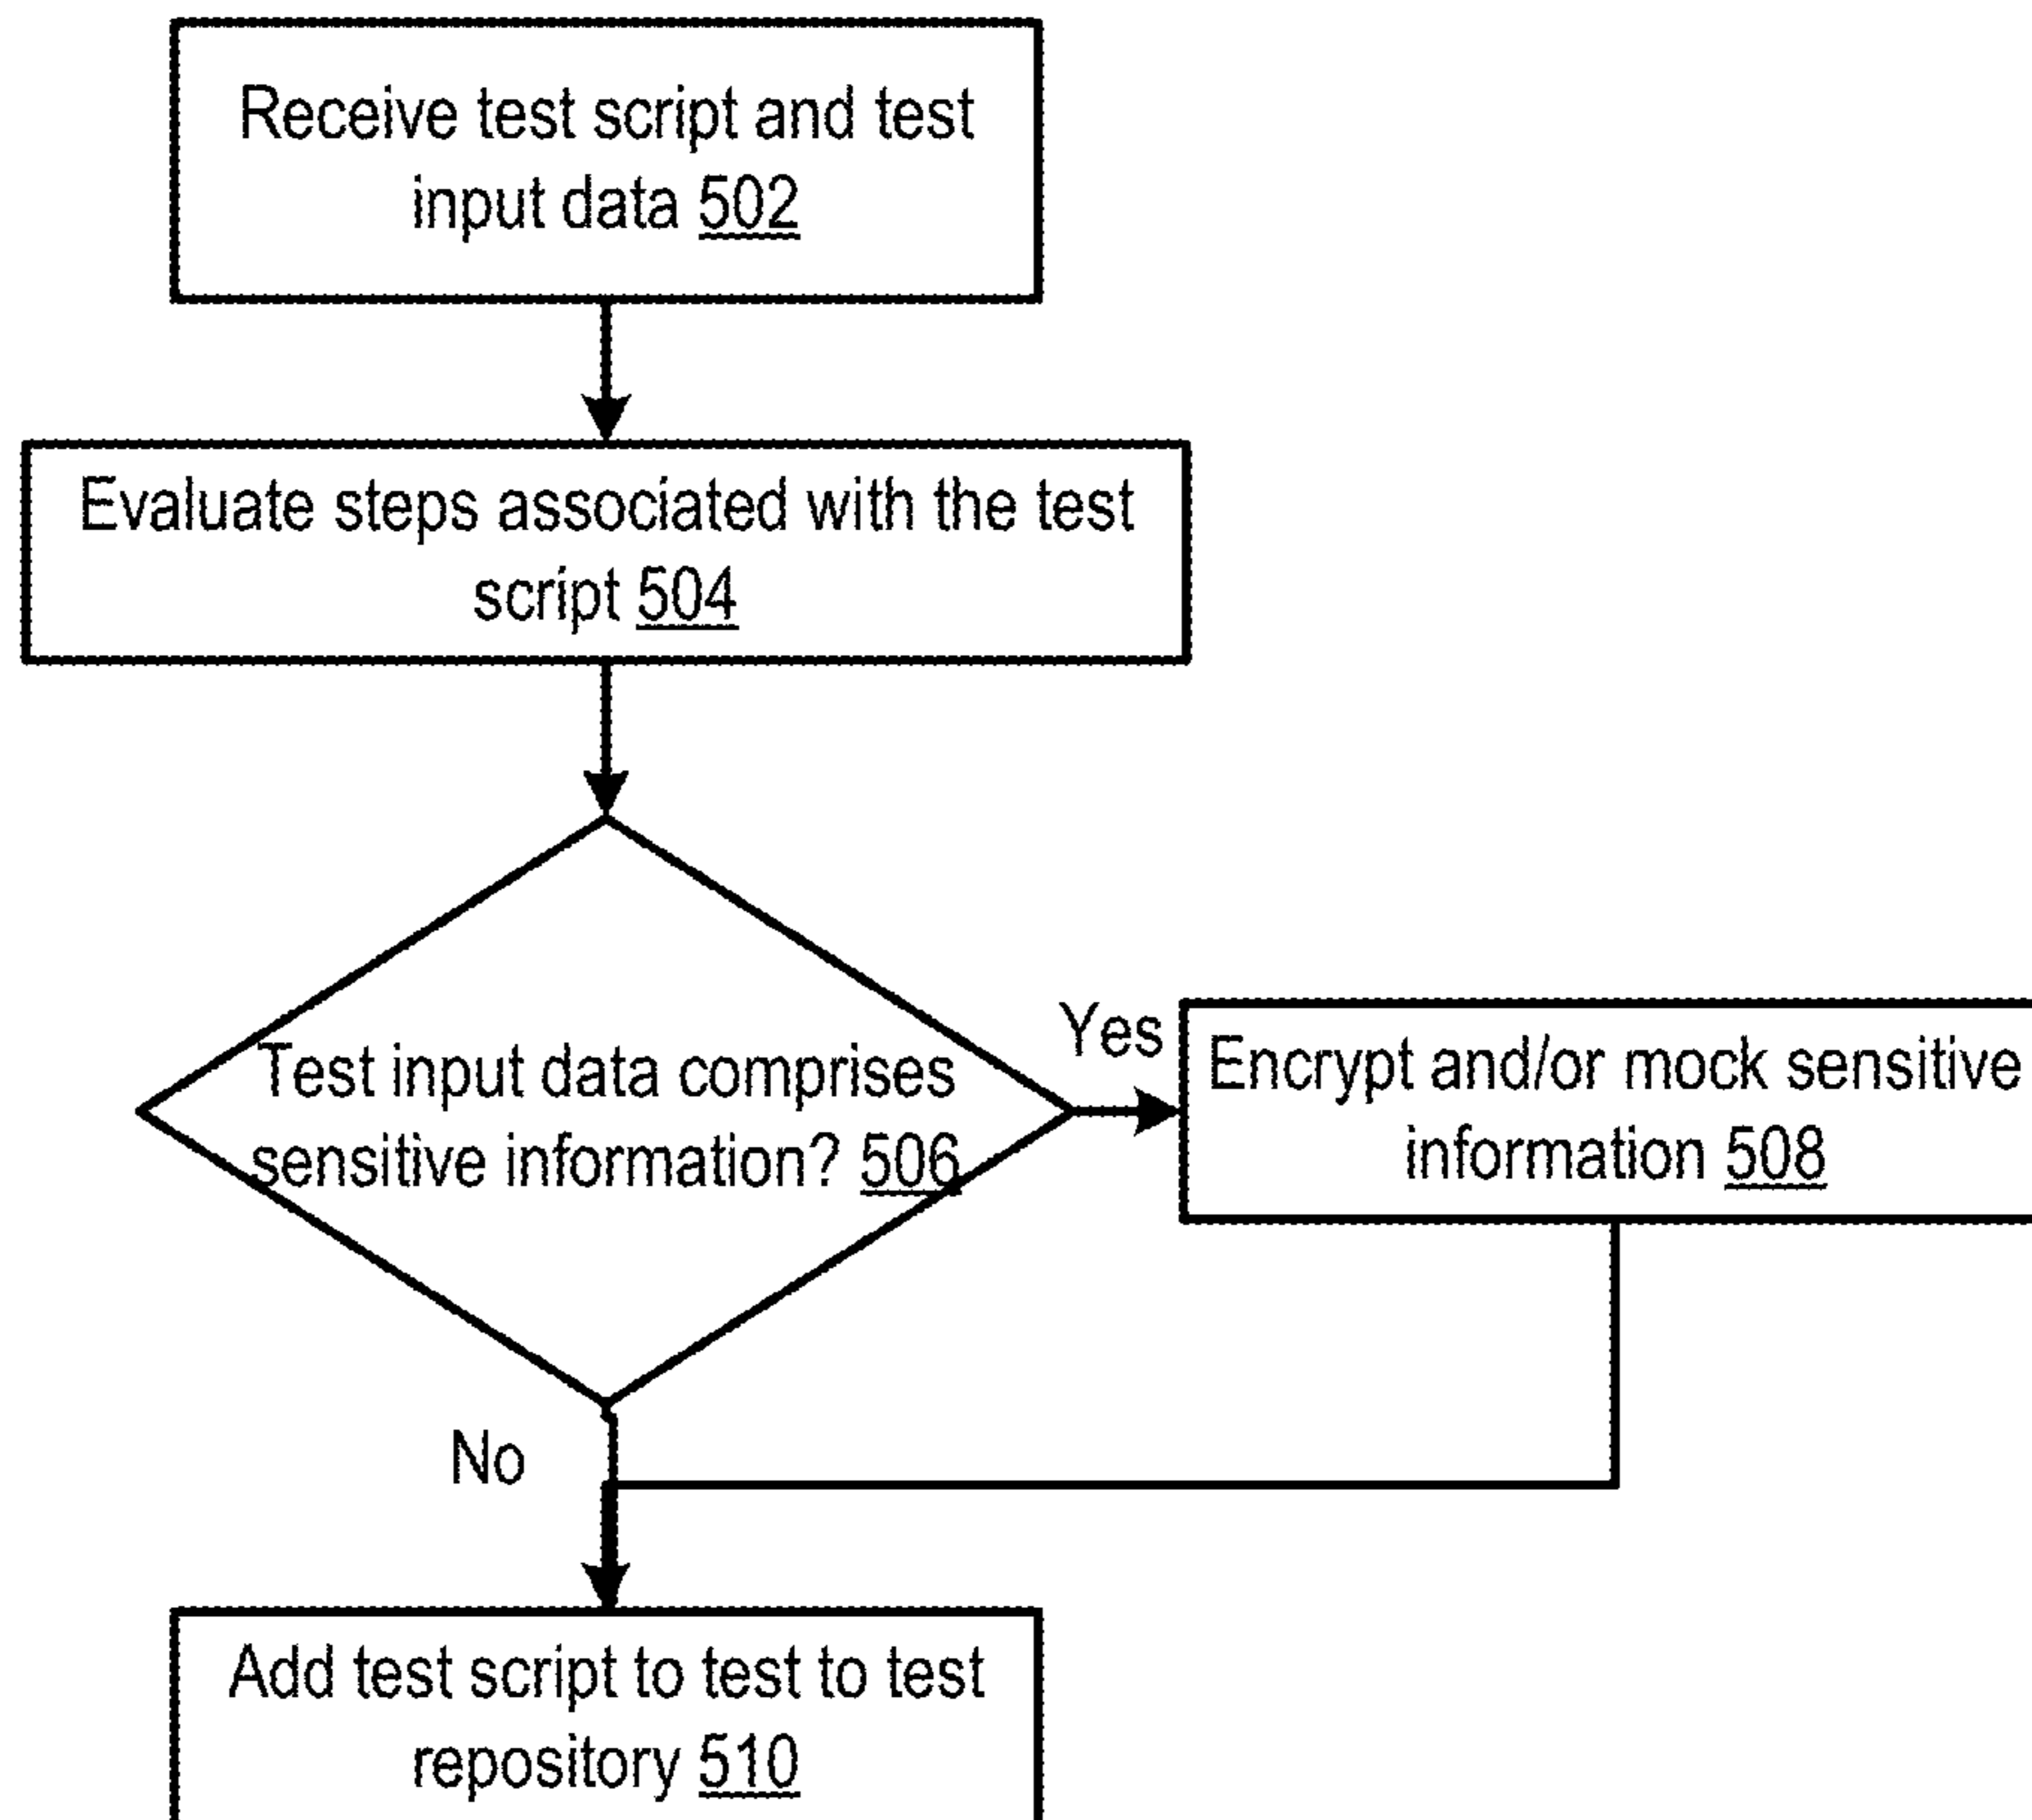 Receive test script and test
input data 502
Evaluate steps associated with the test
script 504
Test input data comprises
sensitive information? 506
Yes
Encrypt and/or mock sensitive
information 508
No
Add test script to test to test
repository 510